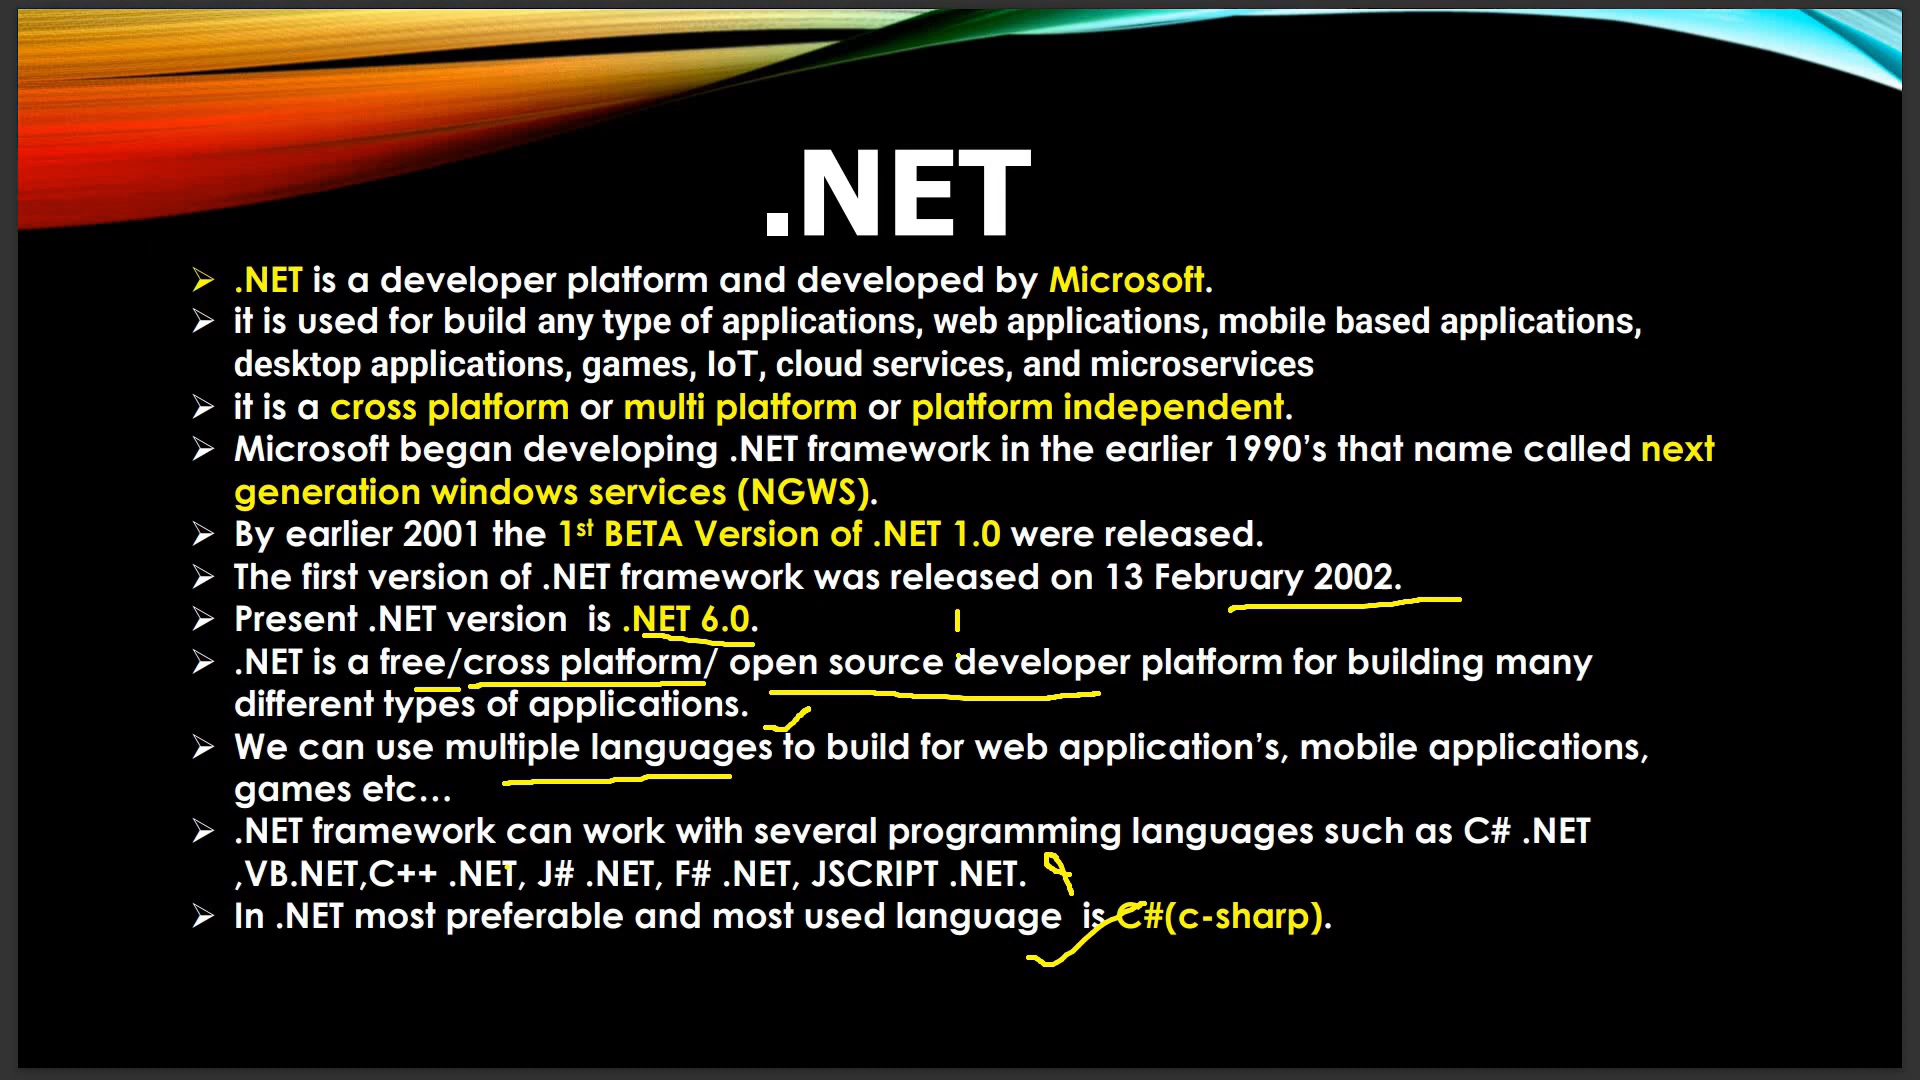 .NET
➢ .NET is a developer platform and developed by Microsoft.
➢ it is used for build any type of applications, web applications, mobile based applications,
desktop applications, games, IoT, cloud services, and microservices
➢ it is a cross platform or multi platform or platform independent.
➢ Microsoft began developing .NET framework in the earlier 1990’s that name called next
generation windows services (NGWS).
➢ By earlier 2001 the 1st BETA Version of .NET 1.0 were released.
➢ The first version of .NET framework was released on 13 February 2002.
➢ Present .NET version  is .NET 6.0.
➢ .NET is a free/cross platform/ open source developer platform for building many
different types of applications.
➢ We can use multiple languages to build for web application’s, mobile applications,
games etc…
➢ .NET framework can work with several programming languages such as C# .NET
,VB.NET,C++ .NET, J# .NET, F# .NET, JSCRIPT .NET.
➢ In .NET most preferable and most used language  is C#(c-sharp).